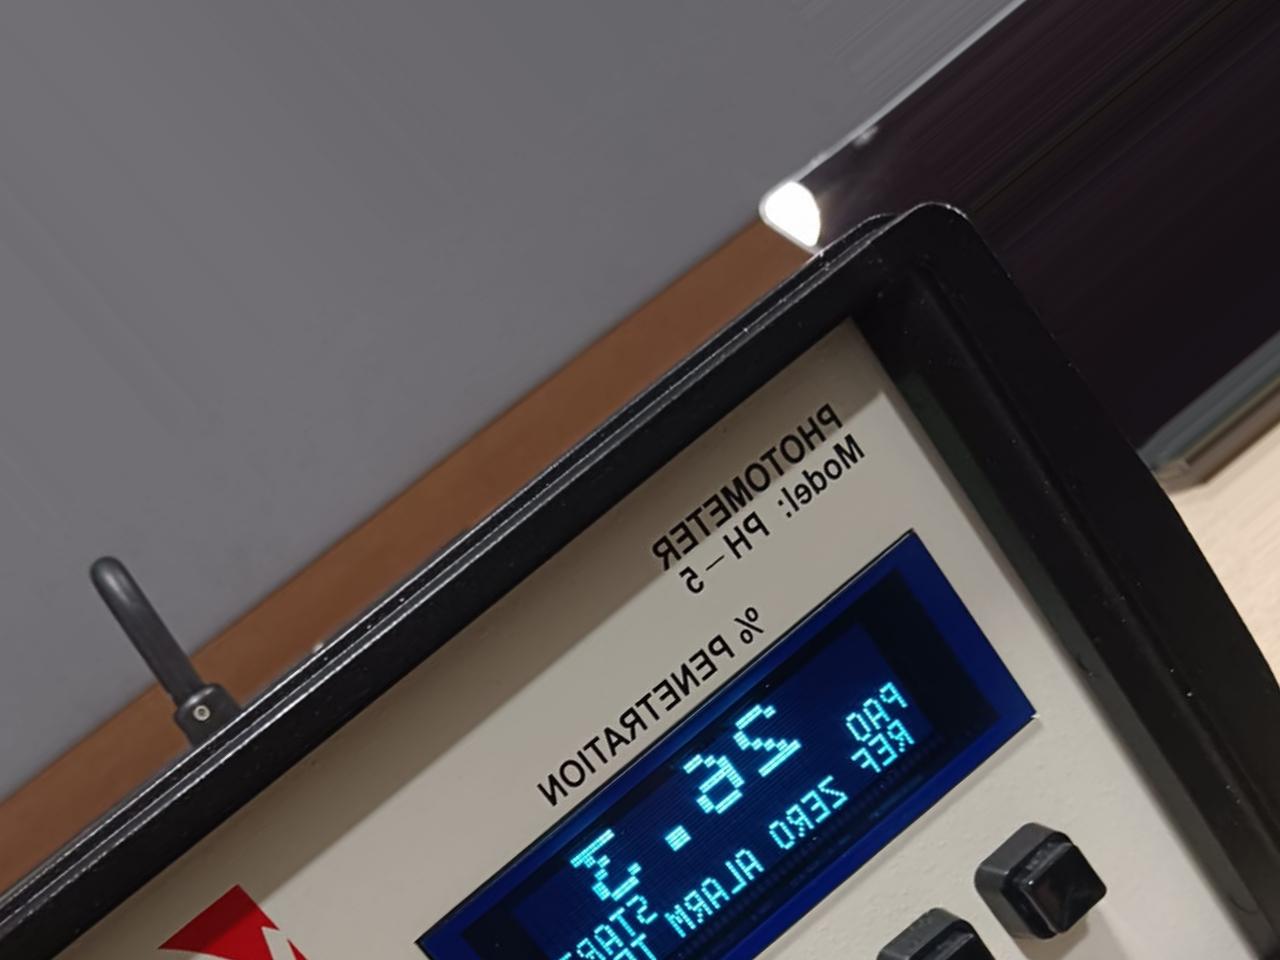 PHOTOMETER
Model: PH-5
% PENETRATION
PAO
26.3
REF ZERO ALARM